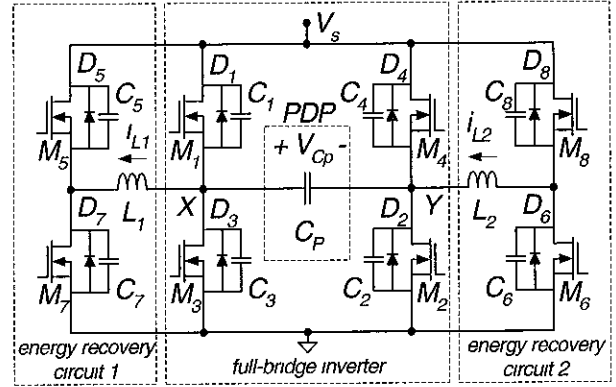 V_s
D_5
D_1
D_4
D_8
C_5
C_1
PDP
C_4
C_8
i_L1
+ V_Cp -
i_L2
M_5
M_1
M_4
M_8
D_7
L_1
X
D_3
C_P
D_2
Y
L_2
D_6
M_7
C_7
M_3
C_3
C_2
M_2
C_6
M_6
energy recovery
circuit 1
full-bridge inverter
energy recovery
circuit 2